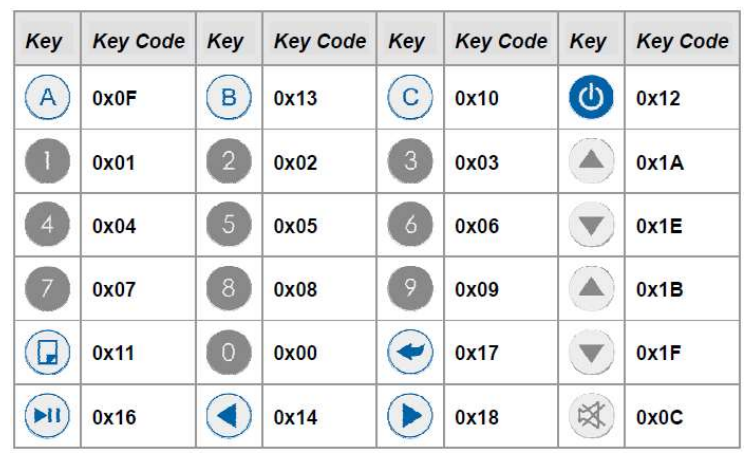 Key Key Code Key Key Code Key Key Code Key Key Code
A 0x0F B 0x13 C 0x10 0x12
1 0x01 2 0x02 3 0x03 0x1A
4 0x04 5 0x05 6 0x06 0x1E
7 0x07 8 0x08 9 0x09 0x1B
0x11 0 0x00 0x17 0x1F
0x16 0x14 0x18 0x0C